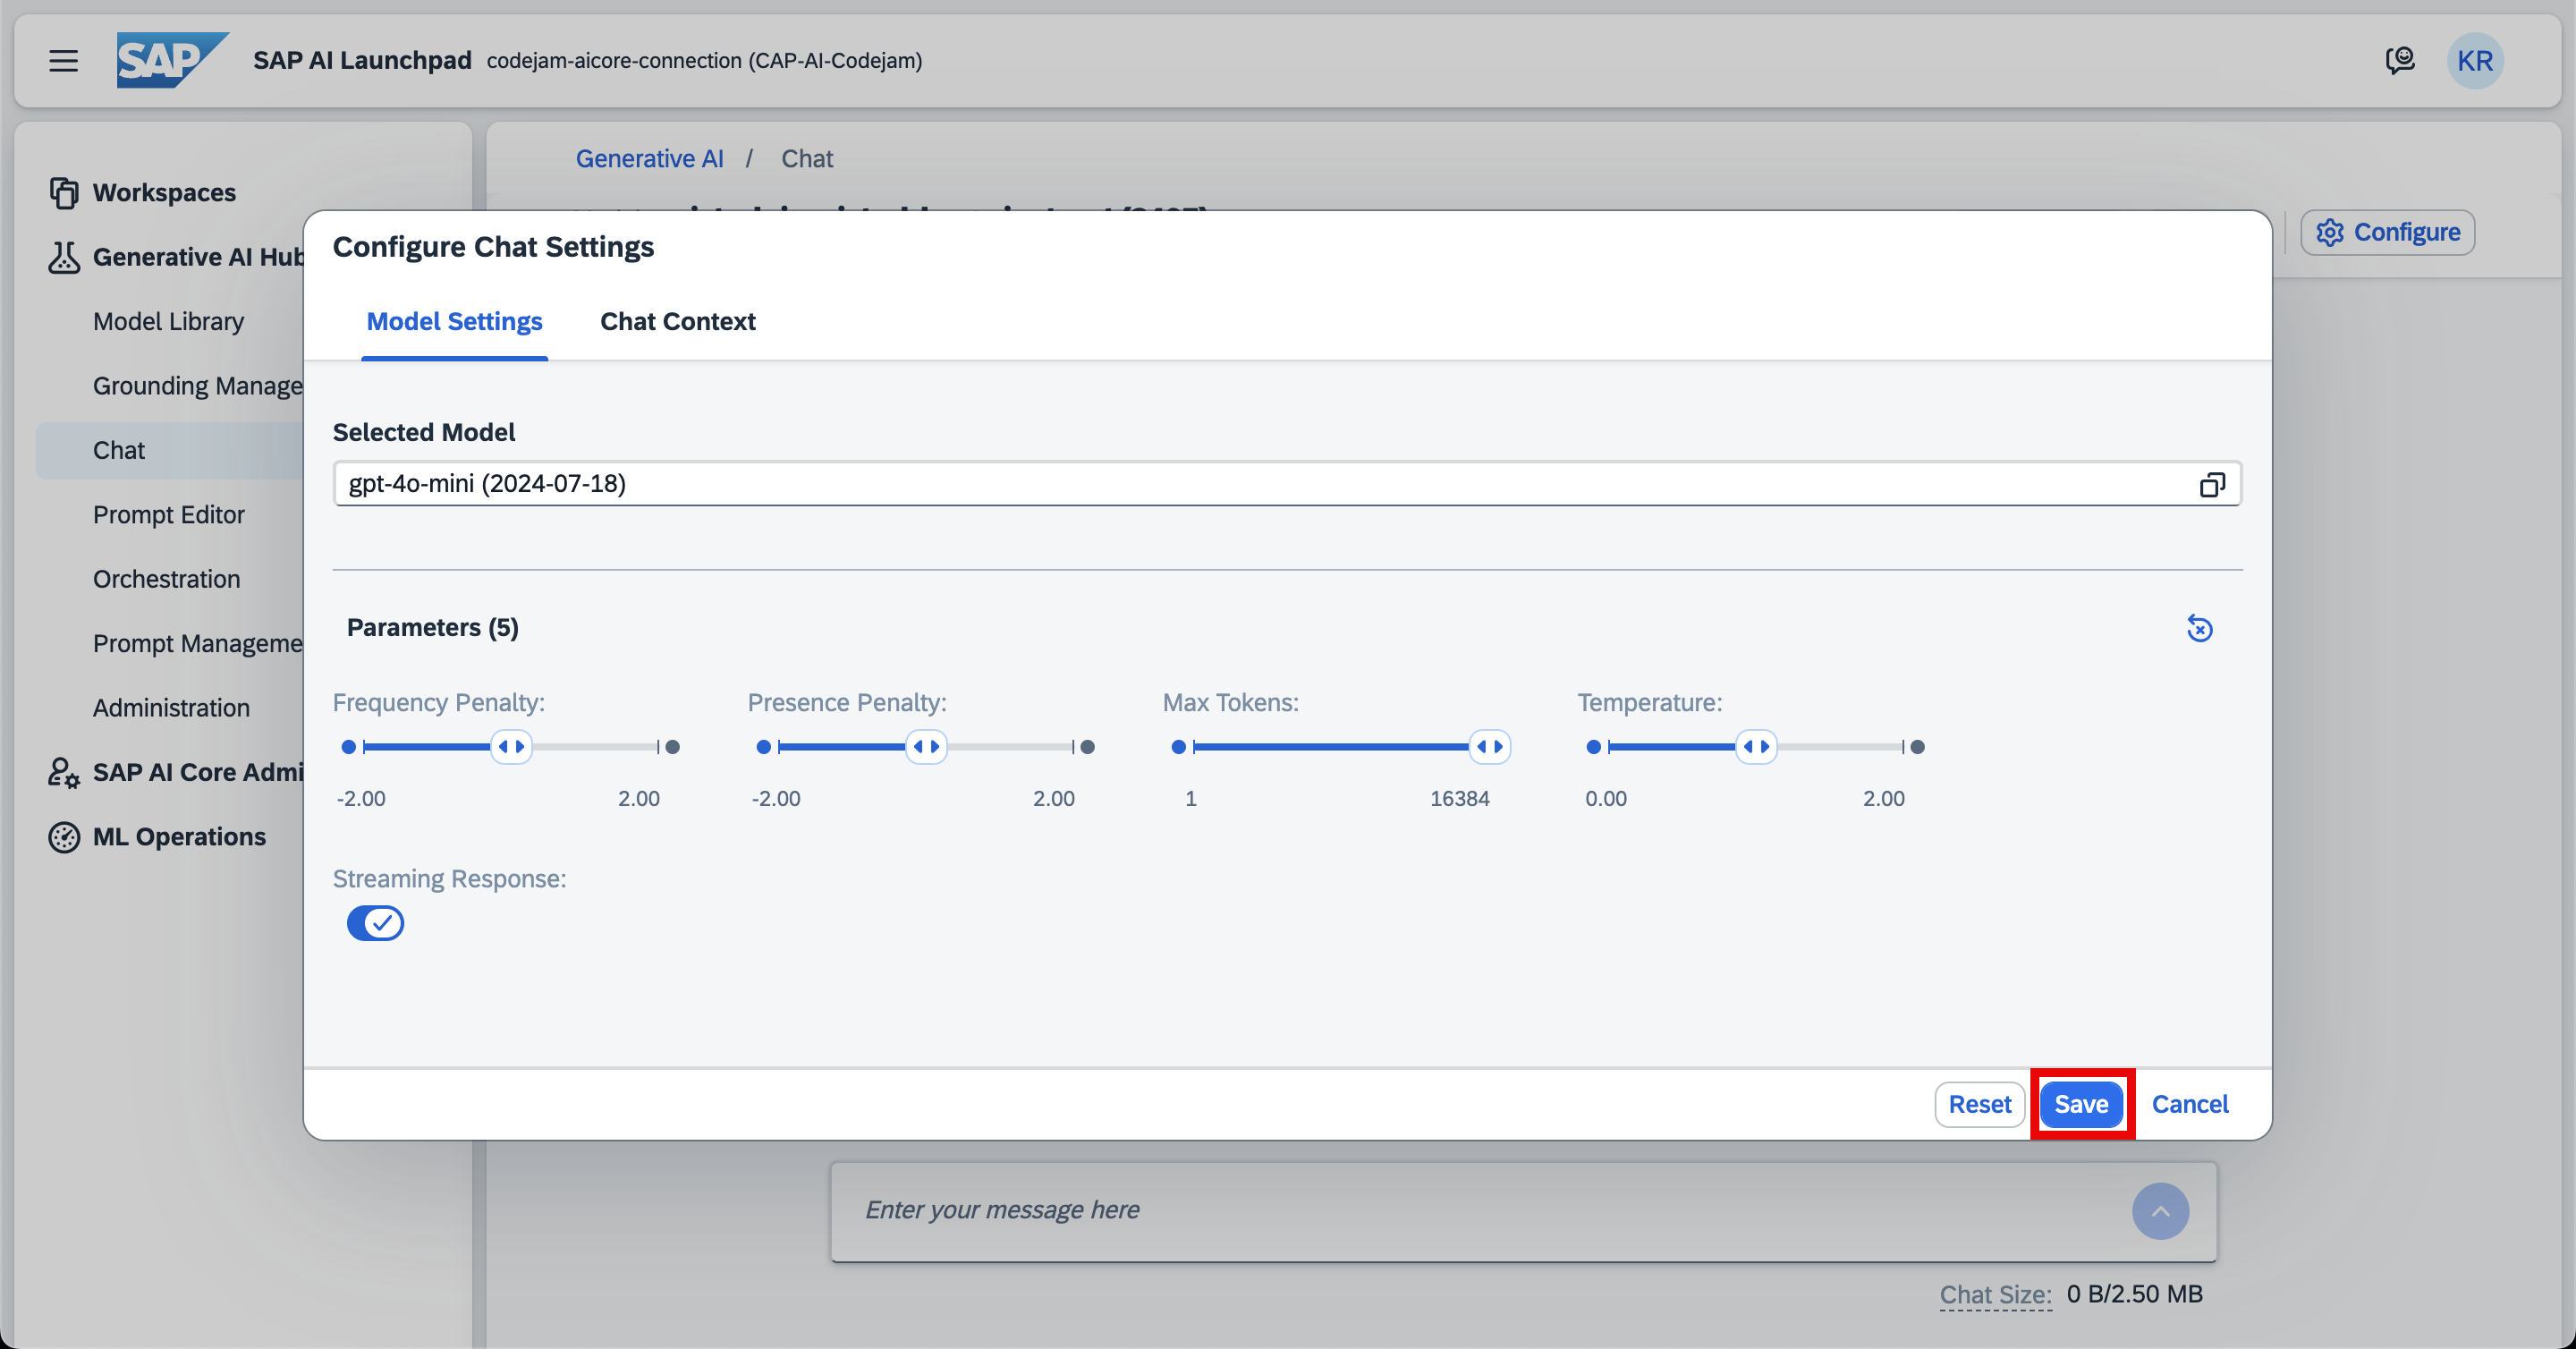 SAP
SAP AI Launchpad codejam-aicore-connection (CAP-AI-Codejam)
KR
Workspaces
Generative AI Hub
Model Library
Grounding Manage
Chat
Prompt Editor
Orchestration
Prompt Manageme
Administration
SAP AI Core Admi
ML Operations
Generative AI / Chat
Configure
Configure Chat Settings
Model Settings Chat Context
Selected Model
gpt-4o-mini (2024-07-18)
Parameters (5)
Frequency Penalty: Presence Penalty: Max Tokens: Temperature:
-2.00 2.00 -2.00 2.00 1 16384 0.00 2.00
Streaming Response:
Reset Save Cancel
Enter your message here
Chat Size: 0 B/2.50 MB